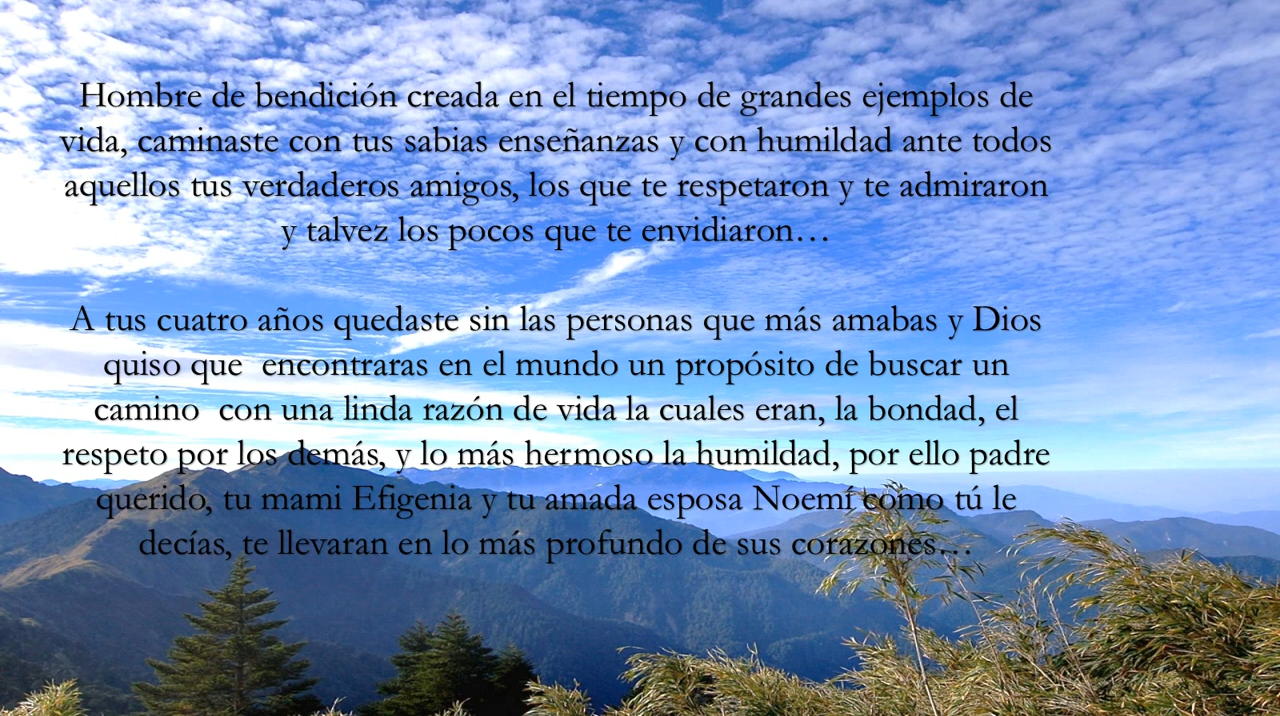 Hombre de bendición creada en el tiempo de grandes ejemplos de
vida, caminaste con tus sabias enseñanzas y con humildad ante todos
aquellos tus verdaderos amigos, los que te respetaron y te admiraron
y talvez los pocos que te envidiaron…
A tus cuatro años quedaste sin las personas que más amabas y Dios
quiso que  encontraras en el mundo un propósito de buscar un
camino  con una linda razón de vida la cuales eran, la bondad, el
respeto por los demás, y lo más hermoso la humildad, por ello padre
querido, tu mami Efigenia y tu amada esposa Noemí como tú le
decías, te llevaran en lo más profundo de sus corazones…